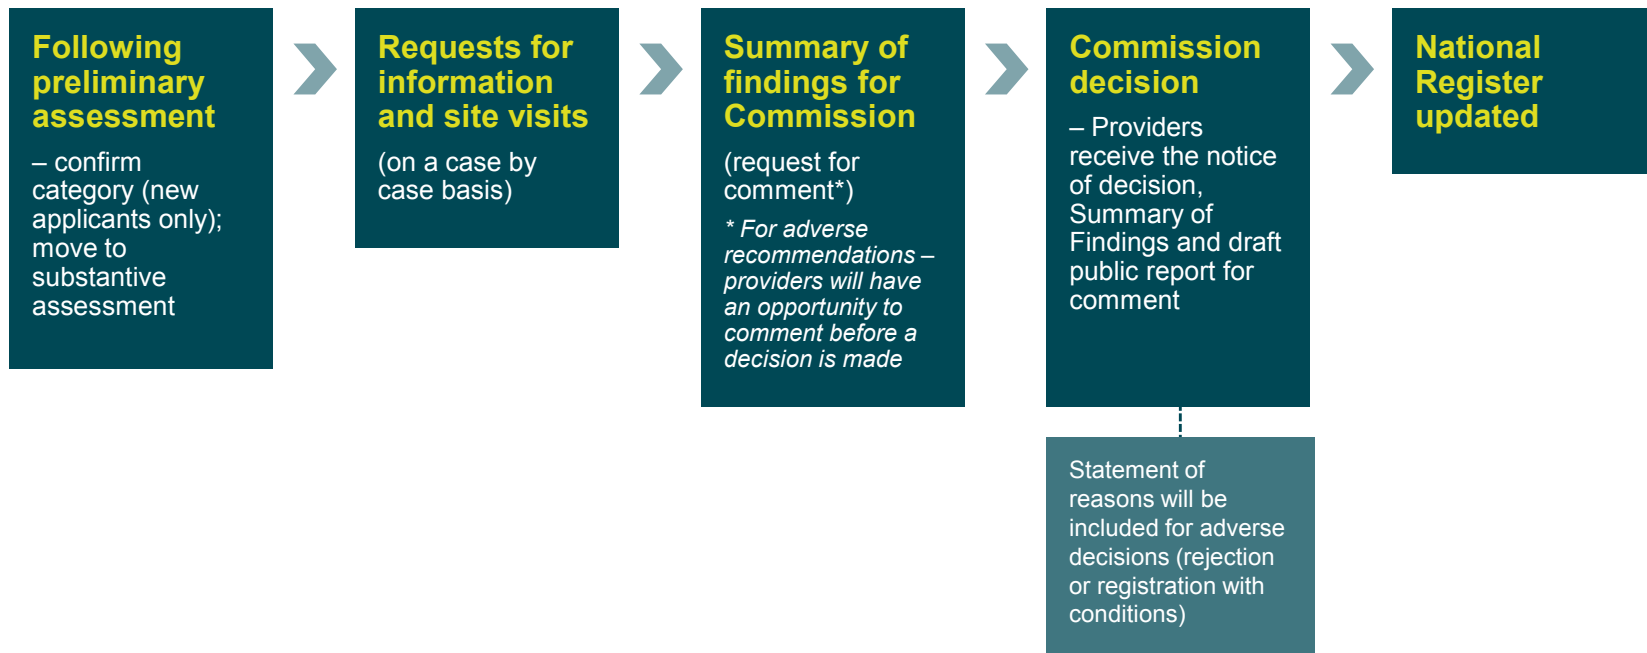 Following
preliminary
assessment
– confirm
category (new
applicants only);
move to
substantive
assessment
Requests for
information
and site visits
(on a case by
case basis)
Summary of
findings for
Commission
(request for
comment*)
* For adverse
recommendations –
providers will have
an opportunity to
comment before a
decision is made
Commission
decision
– Providers
receive the notice
of decision,
Summary of
Findings and draft
public report for
comment
Statement of
reasons will be
included for adverse
decisions (rejection
or registration with
conditions)
National
Register
updated